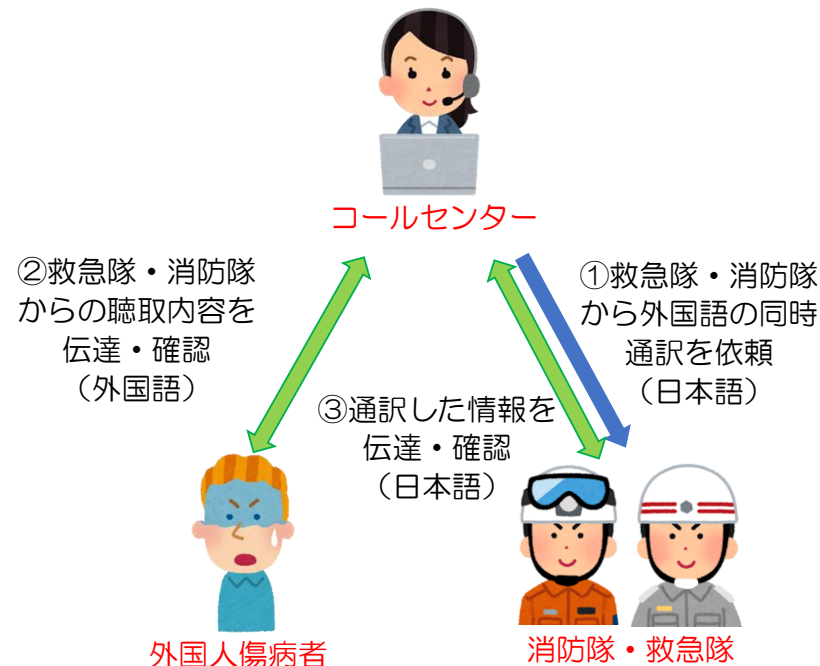 コールセンター
②救急隊・消防隊
からの聴取内容を
伝達・確認
（外国語）
①救急隊・消防隊
から外国語の同時
通訳を依頼
（日本語）
③通訳した情報を
伝達・確認
（日本語）
外国人傷病者
消防隊・救急隊